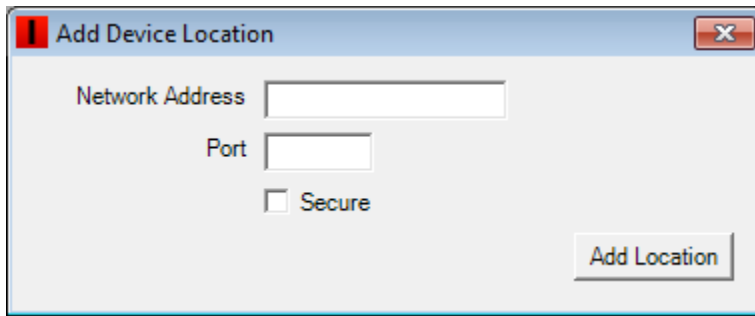 Add Device Location
Network Address
Port
Secure
Add Location